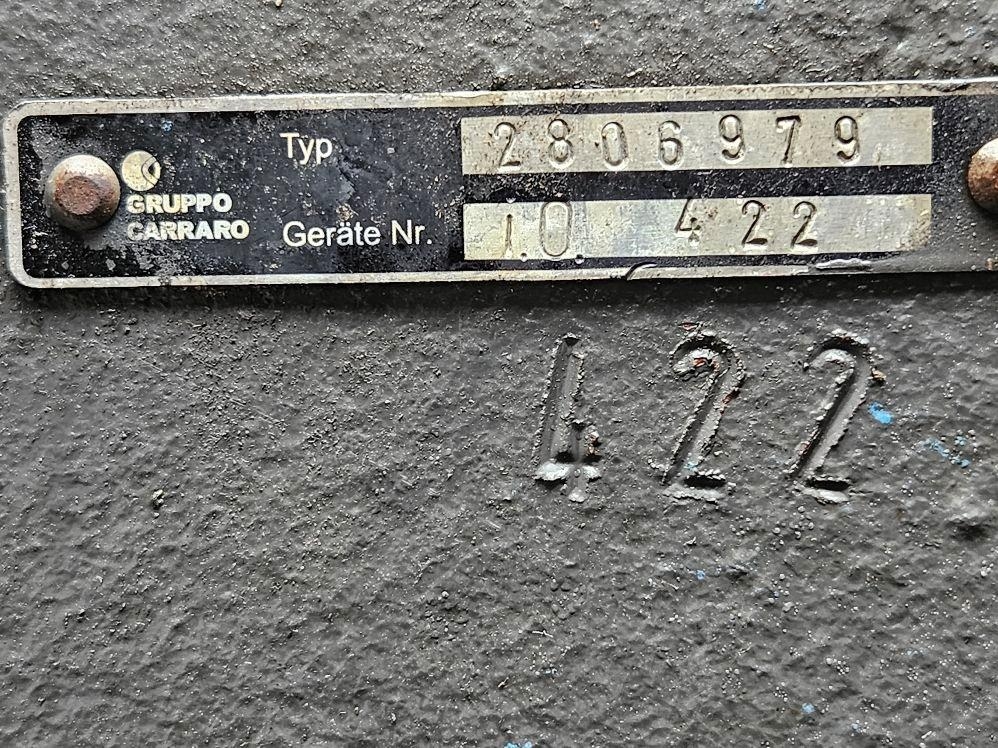 Typ 2806979
GRUPPO
CARRARO
Geräte Nr. 10 422
422